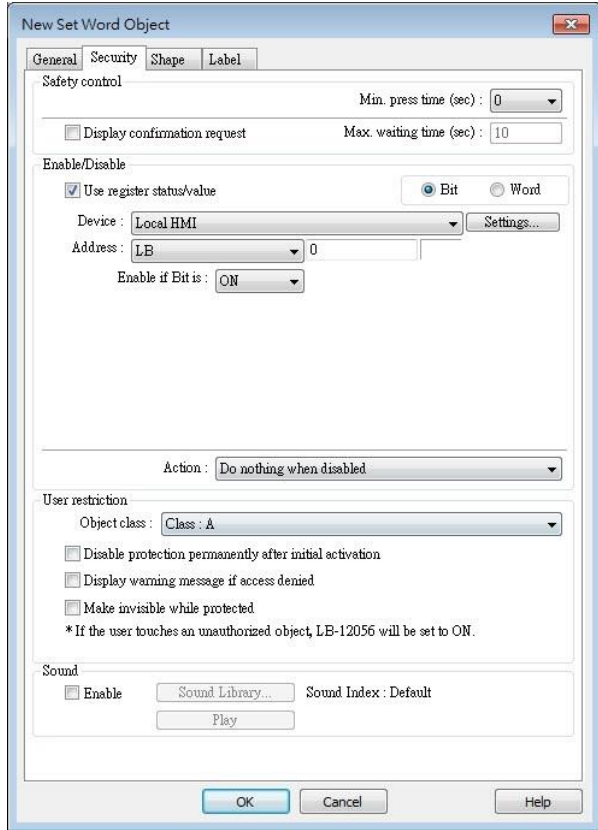 New Set Word Object
General Security Shape Label
Safety control
Min. press time (sec) : 0
Display confirmation request Max. waiting time (sec) : 10
Enable/Disable
Use register status/value Bit Word
Device : Local HMI Settings...
Address : LB 0
Enable if Bit is : ON
Action : Do nothing when disabled
User restriction
Object class : Class : A
Disable protection permanently after initial activation
Display warning message if access denied
Make invisible while protected
* If the user touches an unauthorized object, LB-12056 will be set to ON.
Sound
Enable Sound Library... Sound Index : Default
Play
OK Cancel Help